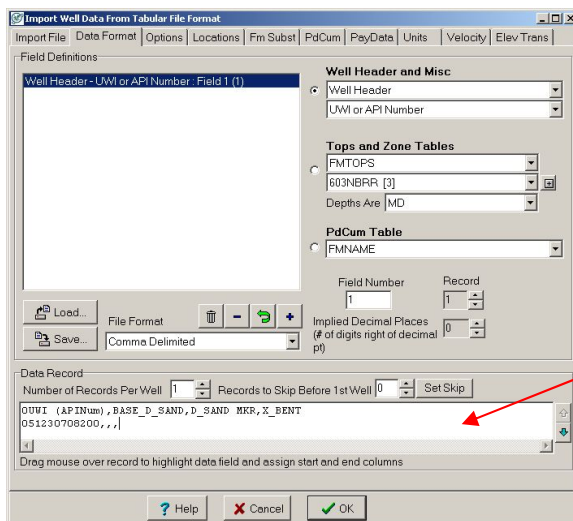 Import Well Data From Tabular File Format
Import File Data Format Options Locations Fm Subst PdCum PayData Units Velocity Elev Trans
Field Definitions
Well Header - UWI or API Number : Field 1 (1)
Well Header and Misc
Well Header
UWI or API Number
Tops and Zone Tables
FMTOPS
603NBRR [3]
Depths Are MD
PdCum Table
FMNAME
Field Number Record
1 1
Load...
Save...
File Format
Comma Delimited
Implied Decimal Places
(# of digits right of decimal
pt)
0
Data Record
Number of Records Per Well 1 Records to Skip Before 1st Well 0 Set Skip
OUWI (APINum),BASE_D_SAND,D_SAND MKR,X_BENT
051230708200,,,
Drag mouse over record to highlight data field and assign start and end columns
? Help X Cancel ✓ OK